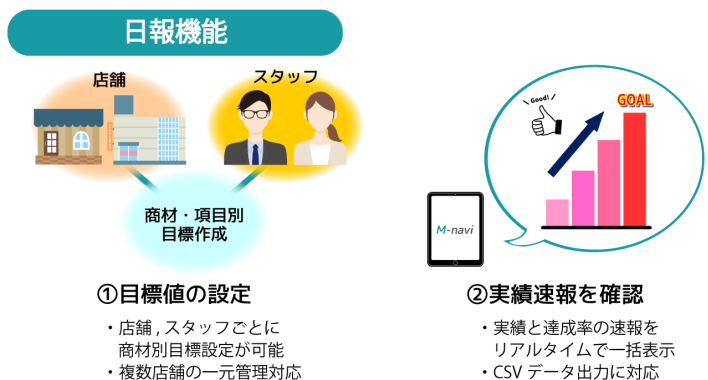 日報機能
店舗
スタッフ
商材・項目別
目標作成
①目標値の設定
・店舗,スタッフごとに
商材別目標設定が可能
・複数店舗の一元管理対応
Good!
GOAL
M-navi
②実績速報を確認
・実績と達成率の速報を
リアルタイムで一括表示
・CSVデータ出力に対応